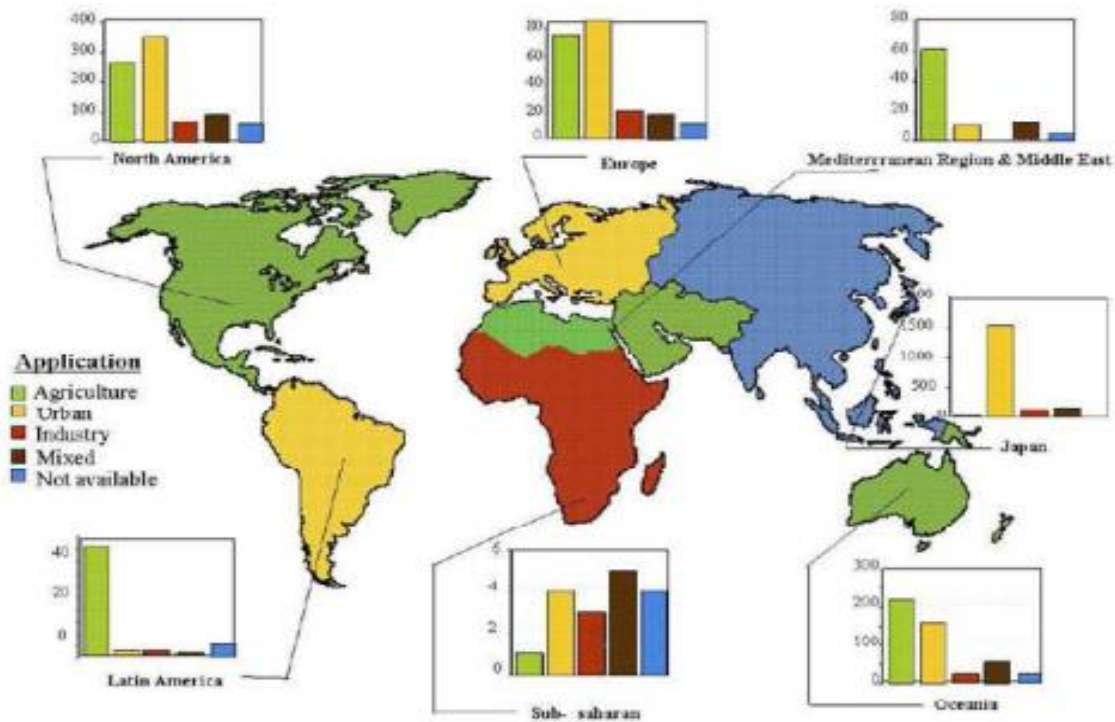 400
300
200
100
0
North America
80
60
40
20
0
Europe
80
60
40
20
0
Mediterrranean Region & Middle East
Application
Agriculture
Urban
Industry
Mixed
Not available
1500
1000
500
Japan
40
20
0
Latin America
4
2
0
Sub- saharan
300
200
100
0
Oceania